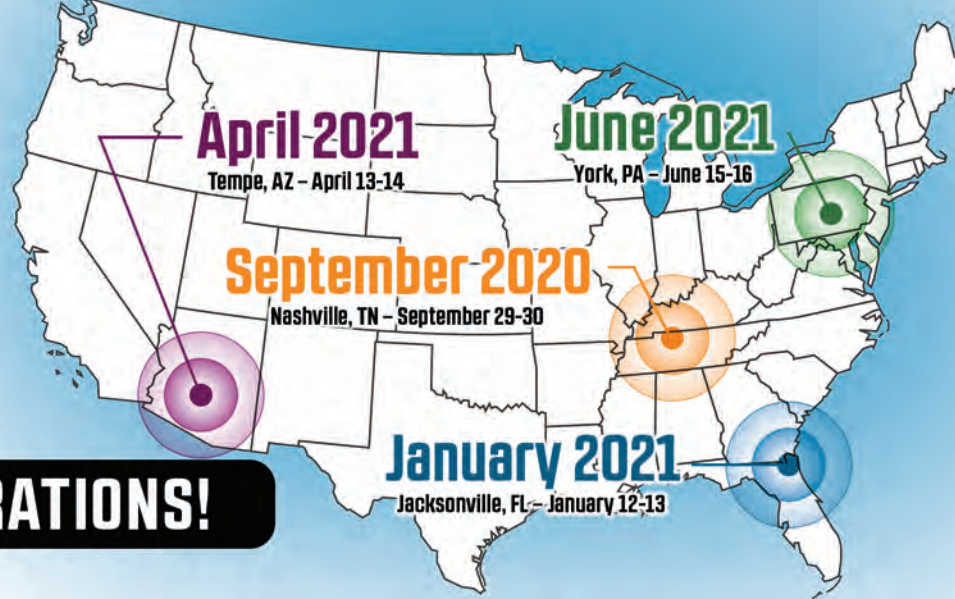 April 2021
Tempe, AZ – April 13-14
June 2021
York, PA – June 15-16
September 2020
Nashville, TN – September 29-30
January 2021
Jacksonville, FL – January 12-13
RATIONS!